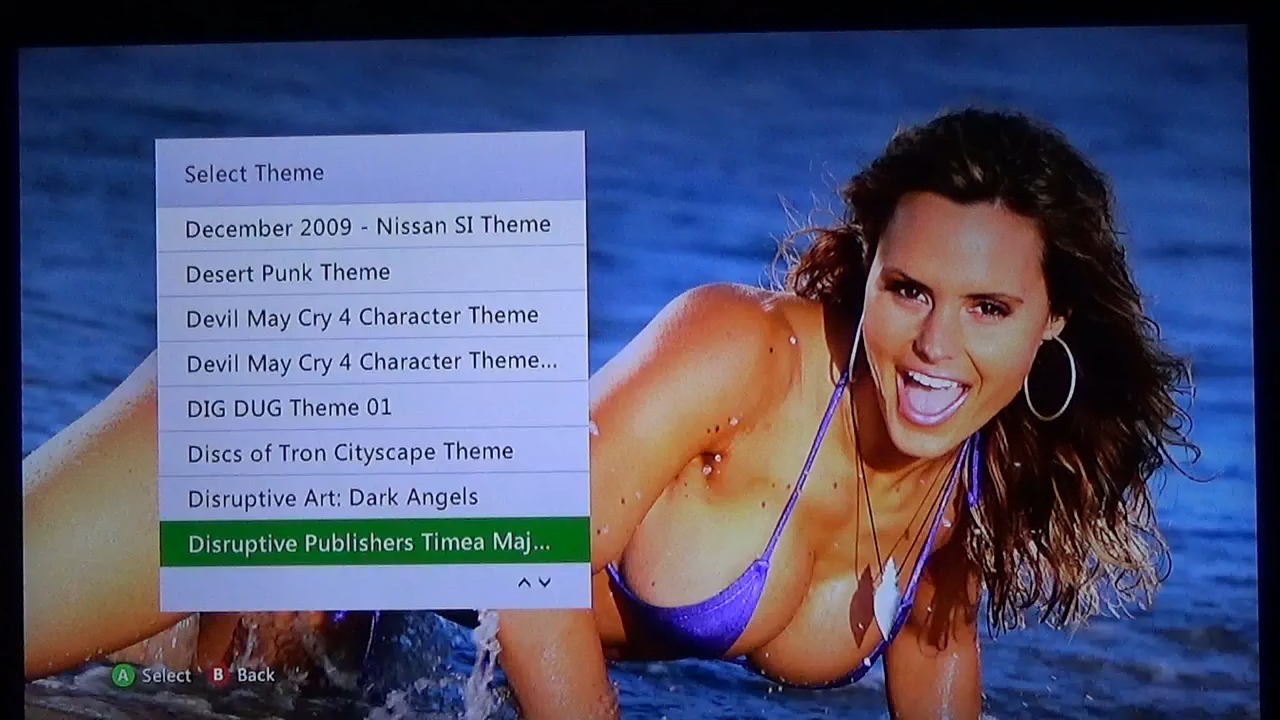 Select Theme
December 2009 - Nissan SI Theme
Desert Punk Theme
Devil May Cry 4 Character Theme
Devil May Cry 4 Character Theme...
DIG DUG Theme 01
Discs of Tron Cityscape Theme
Disruptive Art: Dark Angels
Disruptive Publishers Timea Maj...
A Select B Back